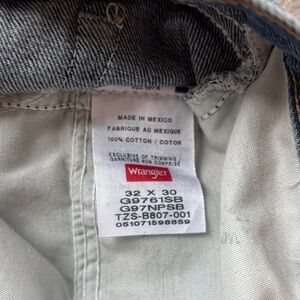 MADE IN MEXICO
FABRIQUE AU MEXIQUE
100% COTTON / COTON
EXCLUSIVE OF TRIMMING
GARNITURE NON COMPRISE
Wrangler
32 X 30
G9761SB
G97NPSB
TZS-B807-001
051071598859